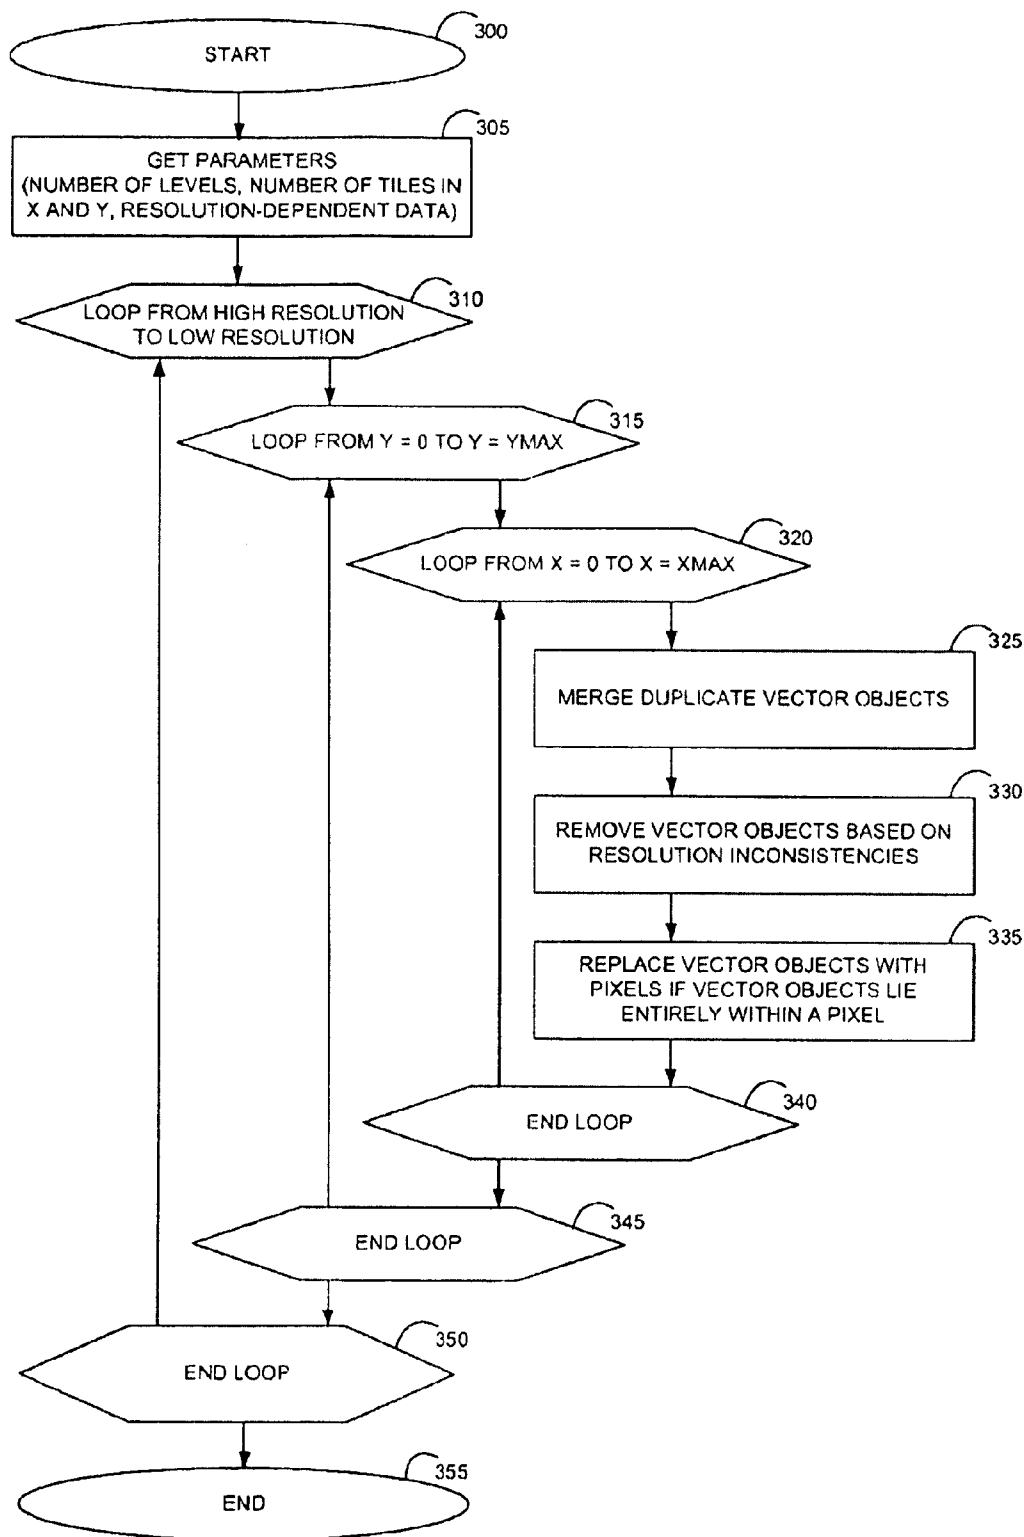 300
START
305
GET PARAMETERS
(NUMBER OF LEVELS, NUMBER OF TILES IN
X AND Y, RESOLUTION-DEPENDENT DATA)
310
LOOP FROM HIGH RESOLUTION
TO LOW RESOLUTION
315
LOOP FROM Y = 0 TO Y = YMAX
320
LOOP FROM X = 0 TO X = XMAX
325
MERGE DUPLICATE VECTOR OBJECTS
330
REMOVE VECTOR OBJECTS BASED ON
RESOLUTION INCONSISTENCIES
335
REPLACE VECTOR OBJECTS WITH
PIXELS IF VECTOR OBJECTS LIE
ENTIRELY WITHIN A PIXEL
340
END LOOP
345
END LOOP
350
END LOOP
355
END